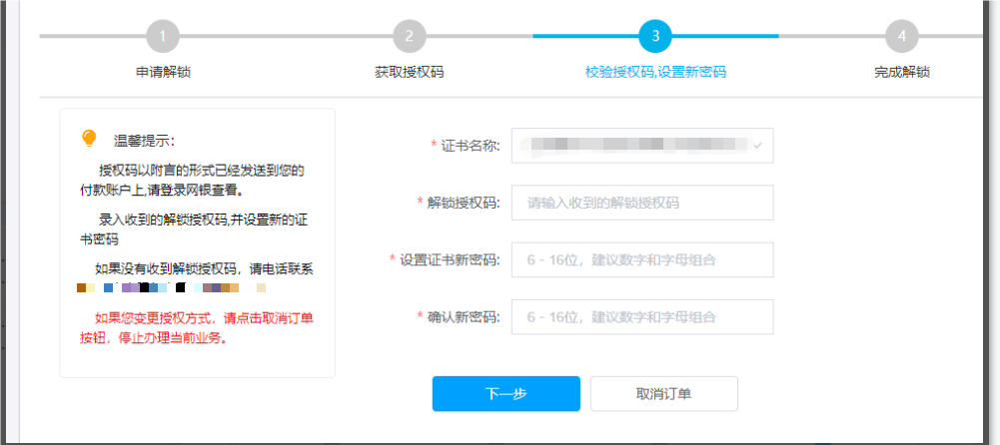 1
2
3
4
申请解锁
获取授权码
校验授权码,设置新密码
完成解锁
温馨提示:
授权码以附言的形式已经发送到您的
付款账户上,请登录网银查看。
录入收到的解锁授权码,并设置新的证
书密码
如果没有收到解锁授权码，请电话联系
如果您变更授权方式，请点击取消订单
按钮，停止办理当前业务。
* 证书名称:
* 解锁授权码:
请输入收到的解锁授权码
* 设置证书新密码:
6 - 16位，建议数字和字母组合
* 确认新密码:
6 - 16位，建议数字和字母组合
下一步
取消订单